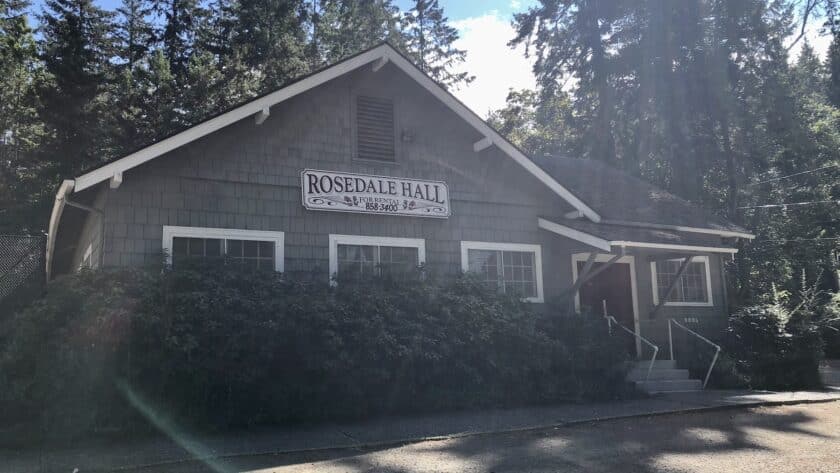 ROSEDALE HALL
FOR RENTAL
858-3400